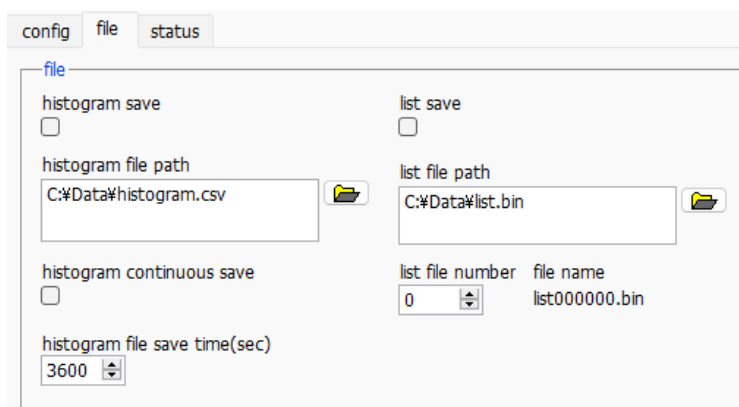 config file status
file
histogram save
list save
histogram file path
C:¥Data¥histogram.csv
list file path
C:¥Data¥list.bin
histogram continuous save
list file number file name
0 list000000.bin
histogram file save time(sec)
3600